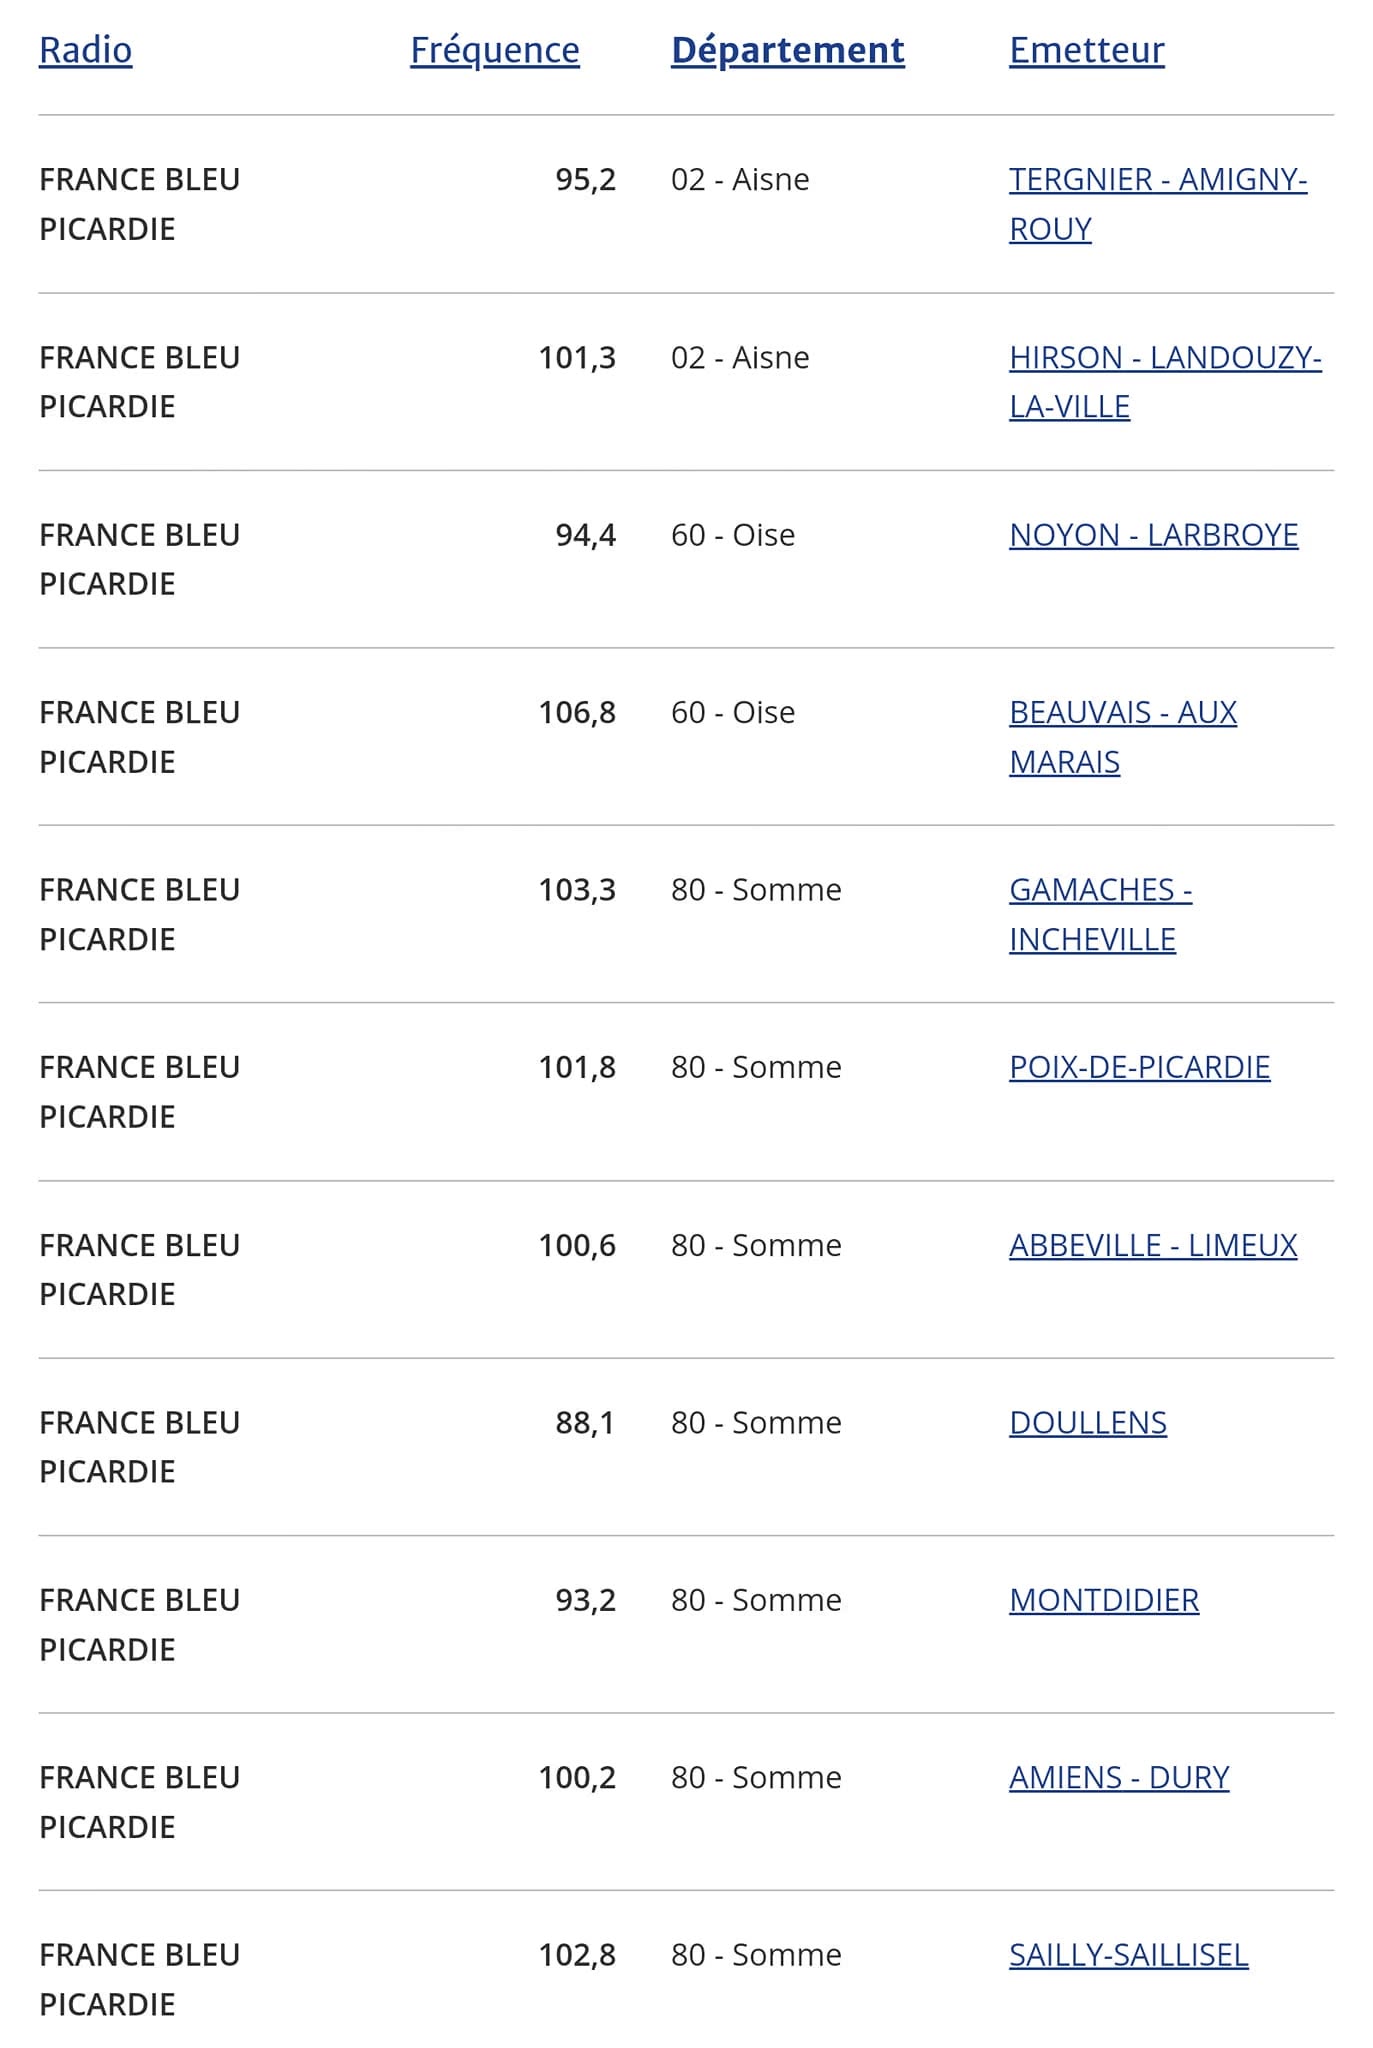 Radio Fréquence Département Emetteur
FRANCE BLEU 95,2 02 - Aisne TERGNIER - AMIGNY-
PICARDIE ROUY
FRANCE BLEU 101,3 02 - Aisne HIRSON - LANDOUZY-
PICARDIE LA-VILLE
FRANCE BLEU 94,4 60 - Oise NOYON - LARBROYE
PICARDIE
FRANCE BLEU 106,8 60 - Oise BEAUVAIS - AUX
PICARDIE MARAIS
FRANCE BLEU 103,3 80 - Somme GAMACHES -
PICARDIE INCHEVILLE
FRANCE BLEU 101,8 80 - Somme POIX-DE-PICARDIE
PICARDIE
FRANCE BLEU 100,6 80 - Somme ABBEVILLE - LIMEUX
PICARDIE
FRANCE BLEU 88,1 80 - Somme DOULLENS
PICARDIE
FRANCE BLEU 93,2 80 - Somme MONTDIDIER
PICARDIE
FRANCE BLEU 100,2 80 - Somme AMIENS - DURY
PICARDIE
FRANCE BLEU 102,8 80 - Somme SAILLY-SAILLISEL
PICARDIE